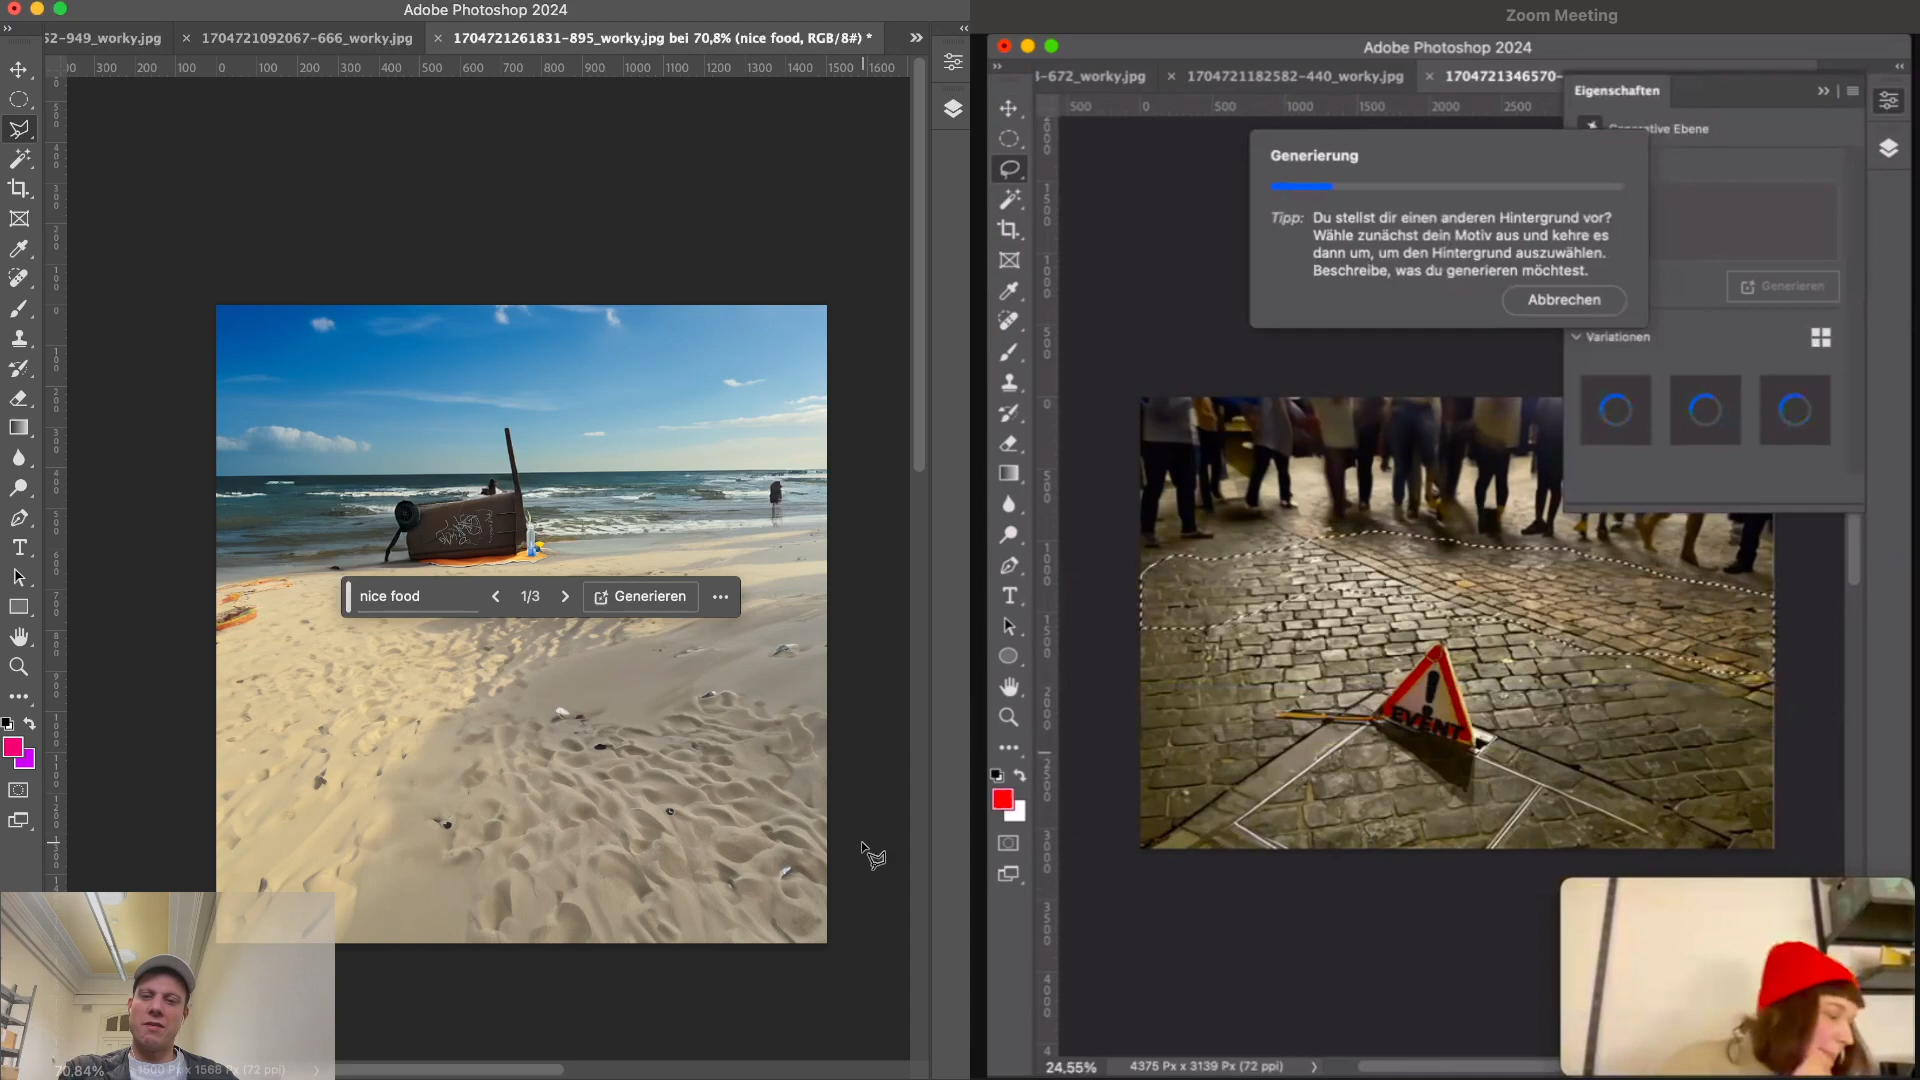 Adobe Photoshop 2024
52-949_worky.jpg
1704721092067-666_worky.jpg
1704721261831-895_worky.jpg bei 70,8% (nice food, RGB/8#) *
300 200 100 0 100 200 300 400 500 600 700 800 900 1000 1100 1200 1300 1400 1500 1600
nice food
1/3
Generieren
70,84%
1500 Px x 1568 Px (72 ppi)
Zoom Meeting
Adobe Photoshop 2024
-672_worky.jpg
1704721182582-440_worky.jpg
1704721346570-
500 0 500 1000 1500 2000 2500
Eigenschaften
Generative Ebene
Generierung
Tipp: Du stellst dir einen anderen Hintergrund vor?
Wähle zunächst dein Motiv aus und kehre es
dann um, um den Hintergrund auszuwählen.
Beschreibe, was du generieren möchtest.
Abbrechen
Generieren
Variationen
EVENT
24,55%
4375 Px x 3139 Px (72 ppi)